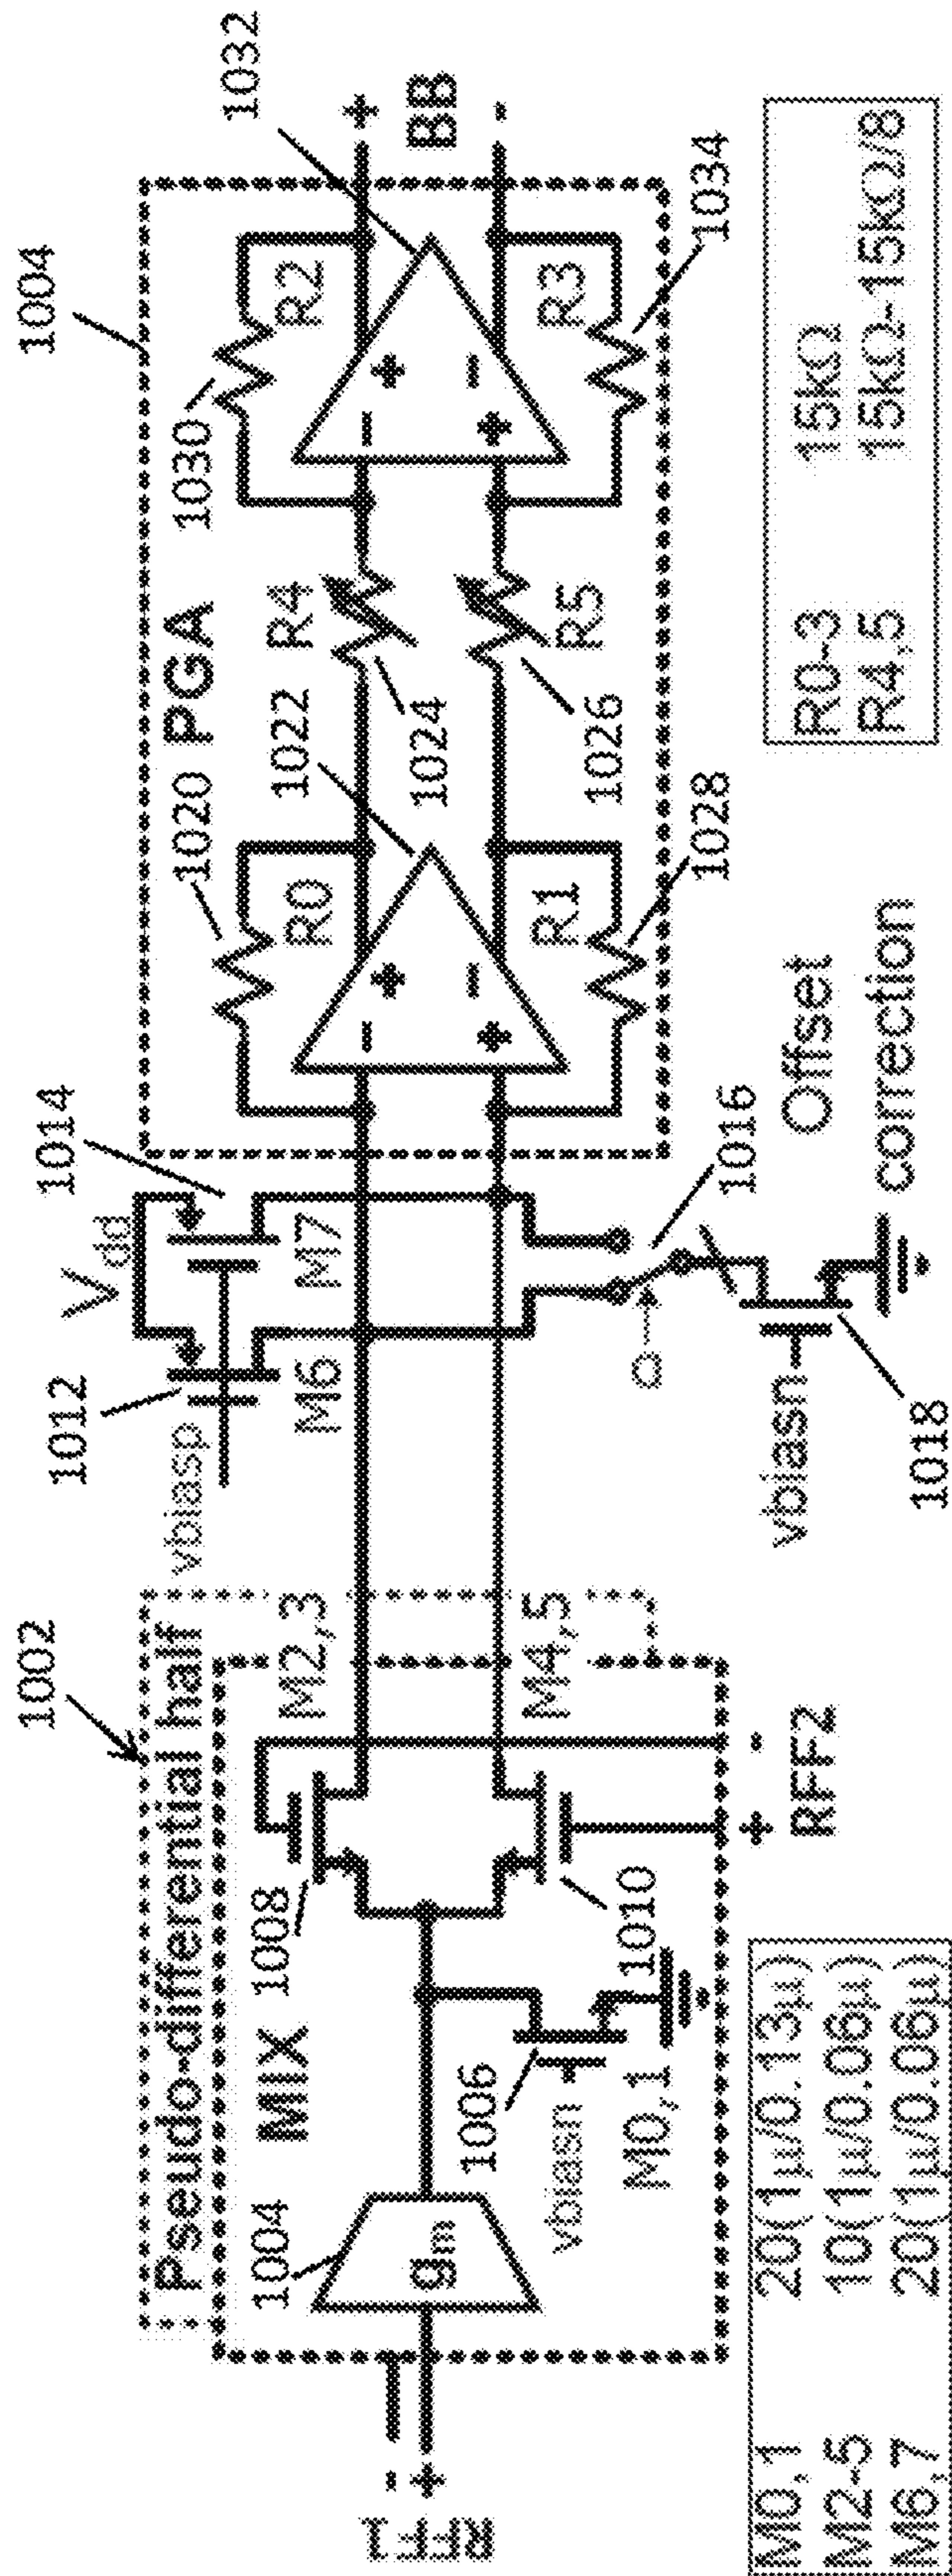 1002
Pseudo-differential half
MIX
1004
gm
1006
vbiasn
M0,1
1008
1010
M2,3
M4,5
RFF1
-
+
+
-
RFF2
vbiasp
1012
Vdd
1014
M6
M7
1016
vbiasn
1018
Offset
correction
1004
PGA
1020
R0
1022
-
+
+
-
R1
1028
R4
1024
R5
1026
1030
R2
-
+
+
-
R3
1034
1032
+
BB
-
M0,1 20(1µ/0.13µ)
M2-5 10(1µ/0.06µ)
M6,7 20(1µ/0.06µ)
R0-3 15kΩ
R4,5 15kΩ-15kΩ/8